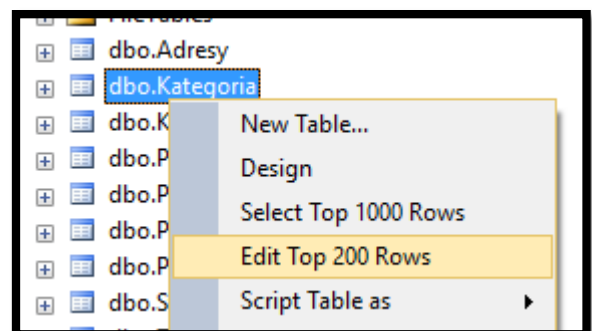 FileTables
dbo.Adresy
dbo.Kategoria
dbo.K
dbo.P
dbo.P
dbo.P
dbo.P
dbo.S
New Table...
Design
Select Top 1000 Rows
Edit Top 200 Rows
Script Table as